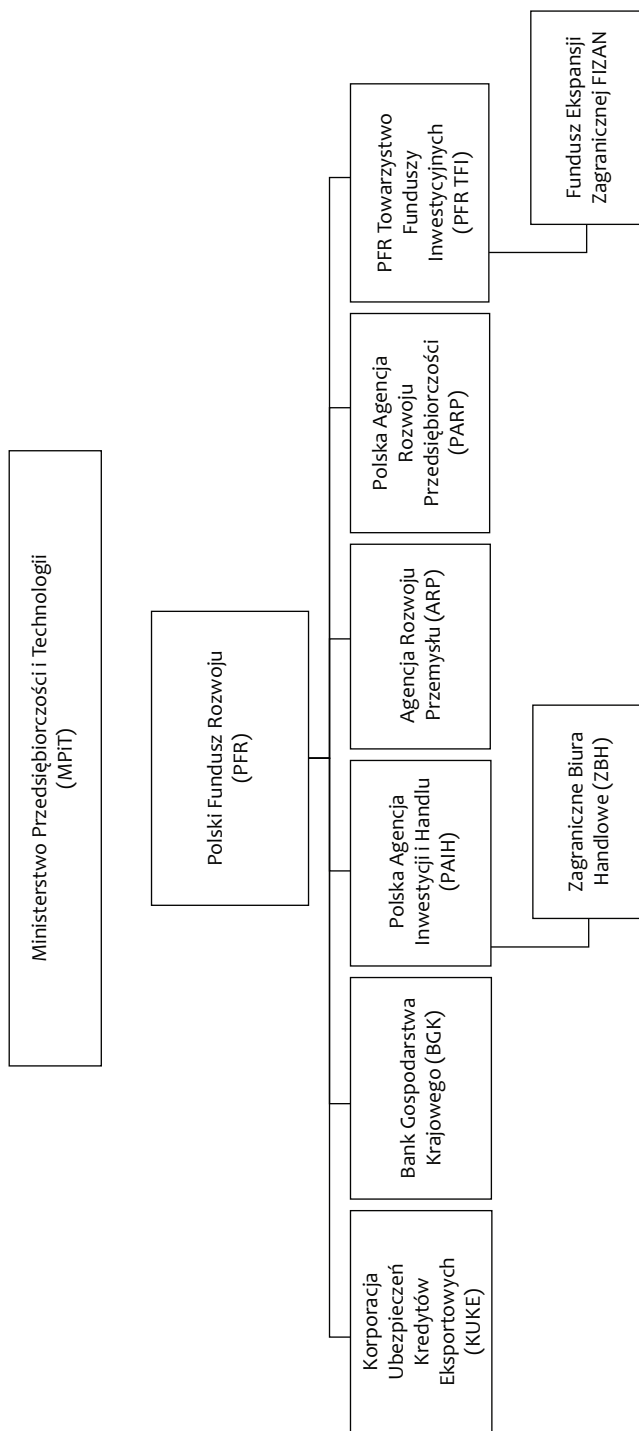 Ministerstwo Przedsiębiorczości i Technologii
(MPiT)
Polski Fundusz Rozwoju
(PFR)
Korporacja
Ubezpieczeń
Kredytów
Eksportowych
(KUKE)
Bank Gospodarstwa
Krajowego (BGK)
Polska Agencja
Inwestycji i Handlu
(PAIH)
Agencja Rozwoju
Przemysłu (ARP)
Polska Agencja
Rozwoju
Przedsiębiorczości
(PARP)
PFR Towarzystwo
Funduszy
Inwestycyjnych
(PFR TFI)
Zagraniczne Biura
Handlowe (ZBH)
Fundusz Ekspansji
Zagranicznej FIZAN